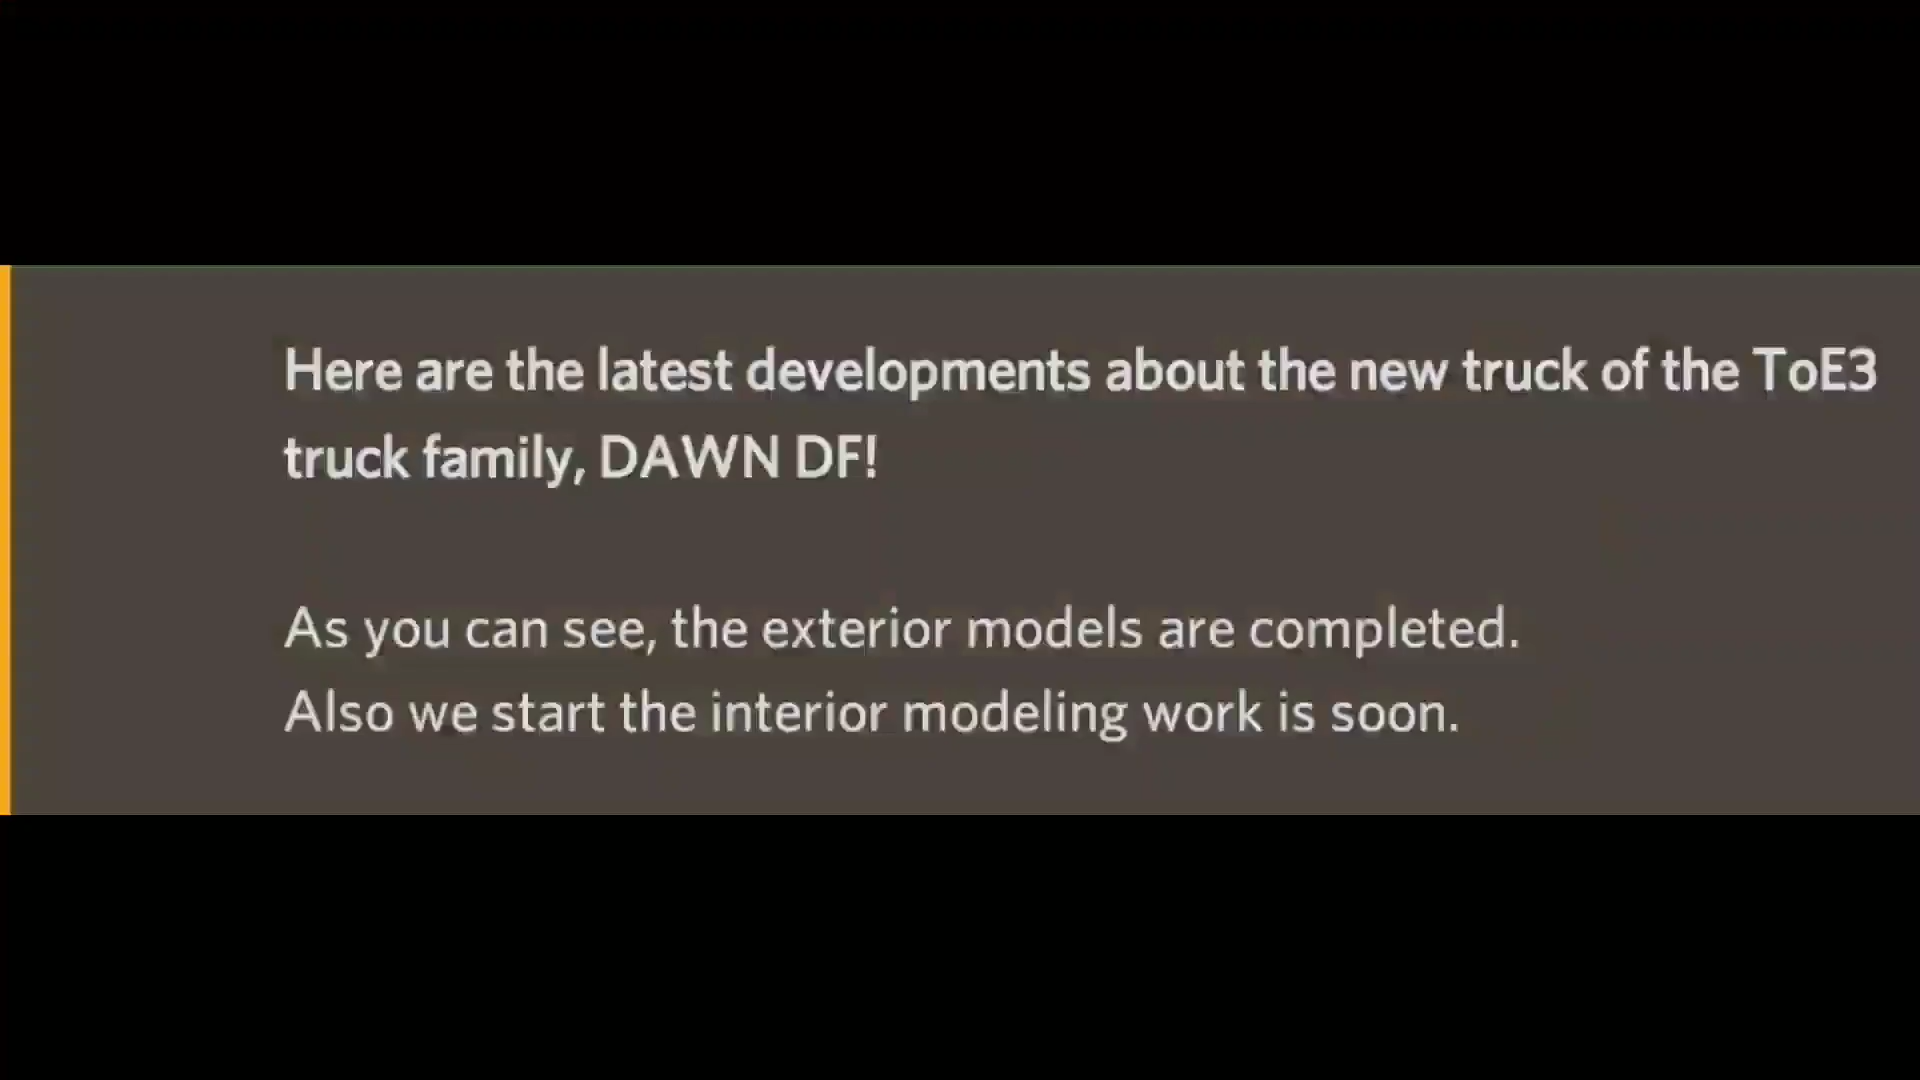 Here are the latest developments about the new truck of the ToE3
truck family, DAWN DF!
As you can see, the exterior models are completed.
Also we start the interior modeling work is soon.